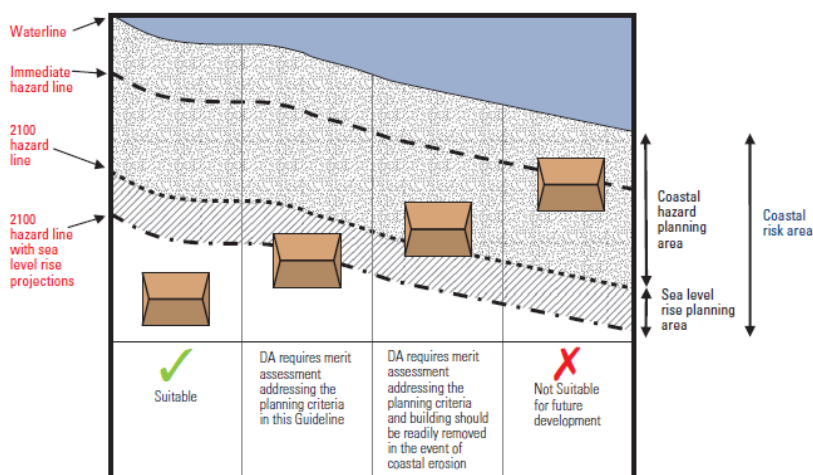 Waterline
Immediate
hazard line
2100
hazard
line
2100
hazard line
with sea
level rise
projections
Coastal
hazard
planning
area
Coastal
risk area
Sea level
rise planning
area
Suitable
DA requires merit
assessment
addressing the
planning criteria
in this Guideline
DA requires merit
assessment
addressing the
planning criteria
and building should
be readily removed
in the event of
coastal erosion
Not Suitable
for future
development